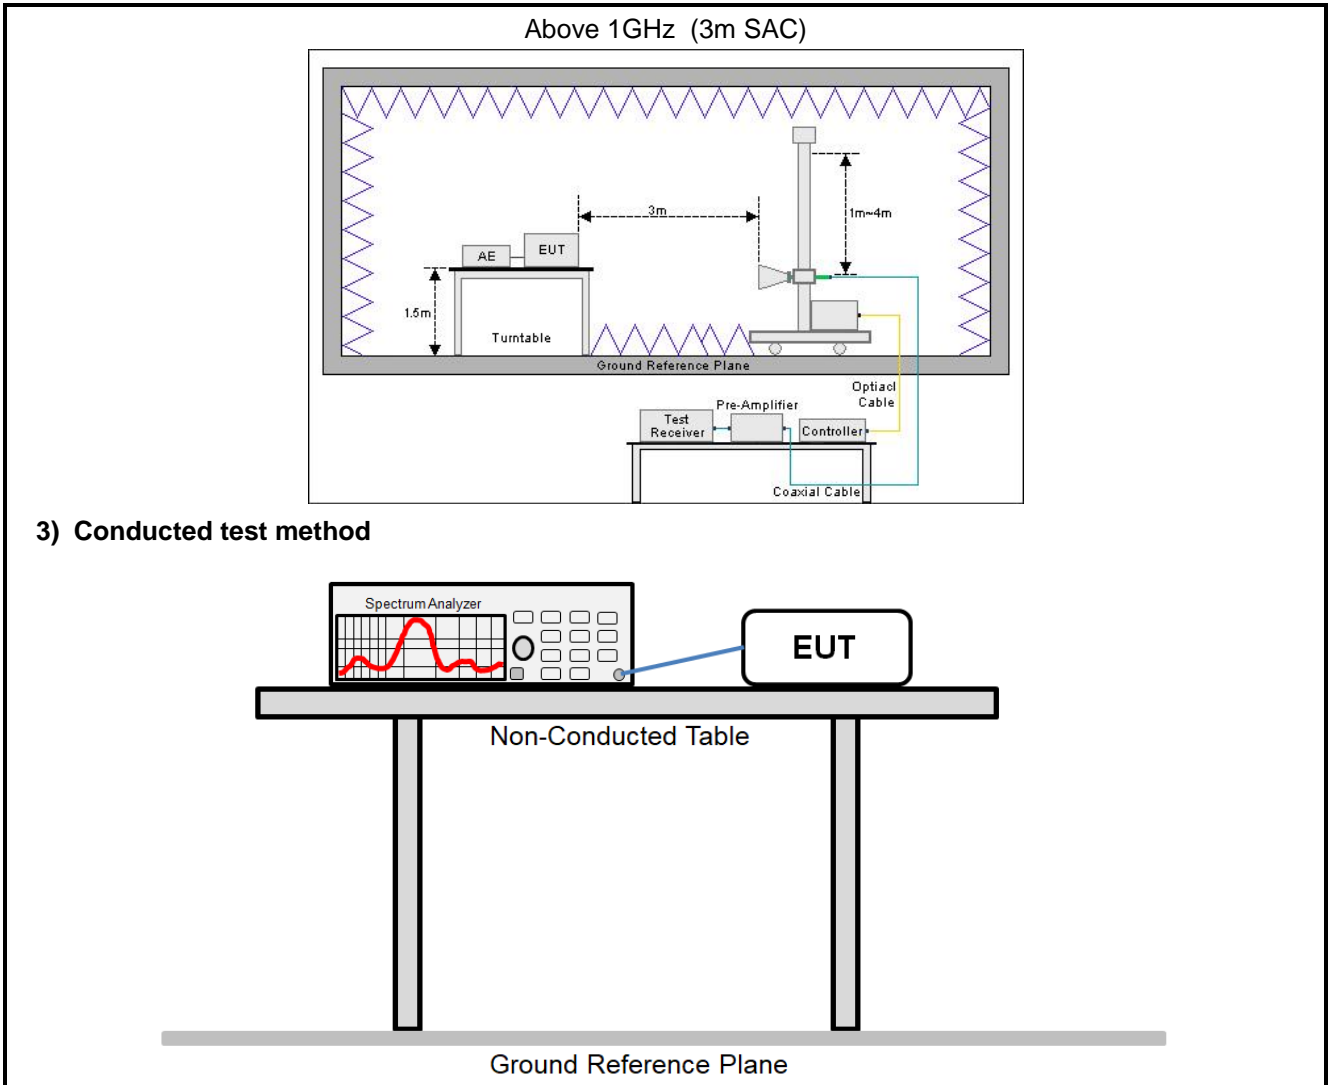 Above 1GHz (3m SAC)
3m
1m~4m
AE
EUT
1.5m
Turntable
Ground Reference Plane
Optiacl
Cable
Pre-Amplifier
Test
Receiver
Controller
Coaxial Cable
3) Conducted test method
Spectrum Analyzer
EUT
Non-Conducted Table
Ground Reference Plane